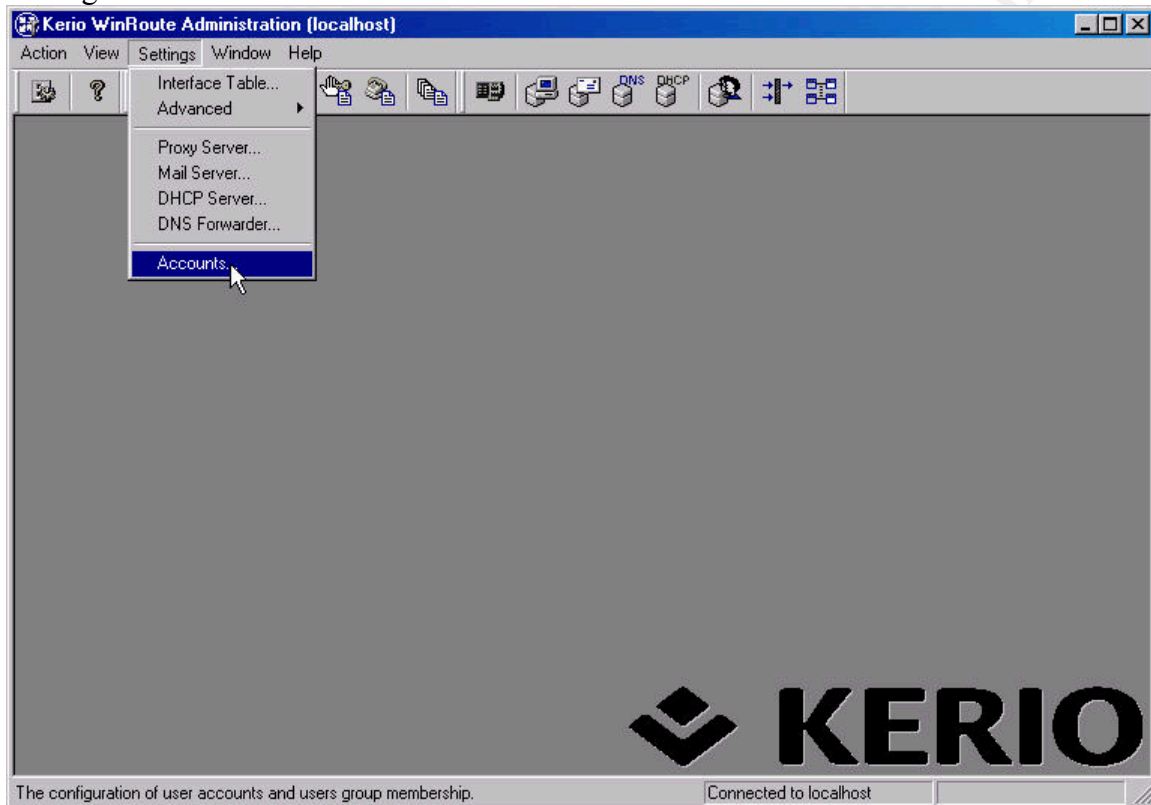 Kerio WinRoute Administration (localhost)
Action View Settings Window Help
DNS DHCP
Interface Table...
Advanced
Proxy Server...
Mail Server...
DHCP Server...
DNS Forwarder...
Accounts...
KERIO
The configuration of user accounts and users group membership.
Connected to localhost